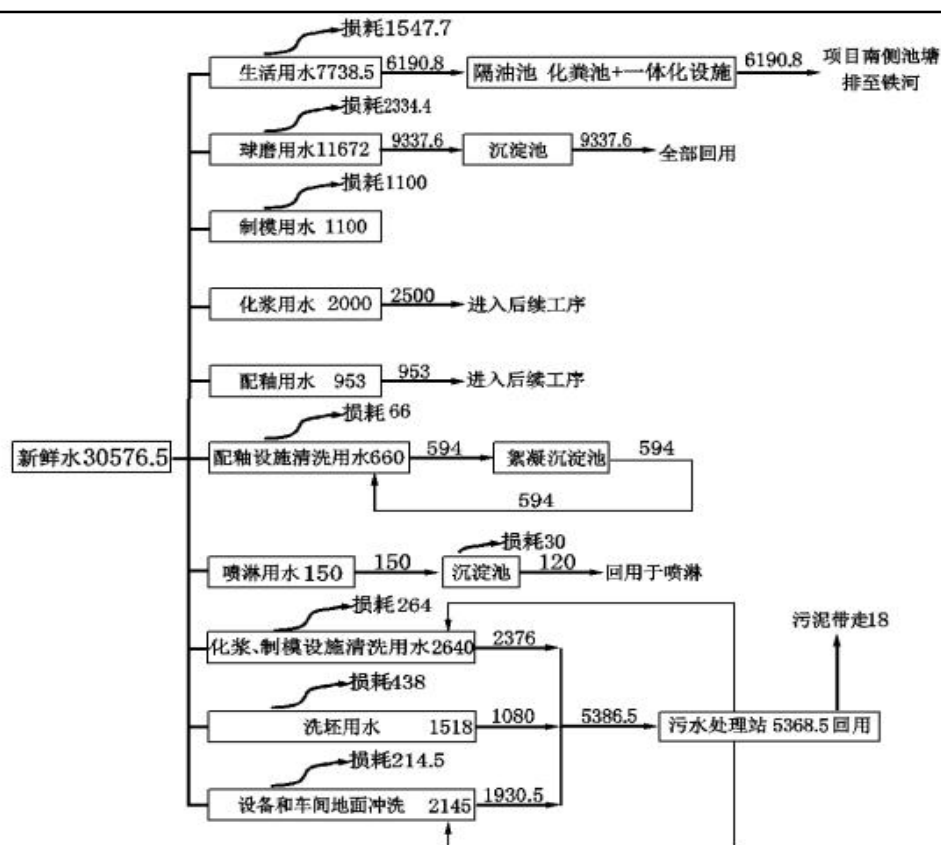 损耗1547.7
生活用水7738.5
6190.8
隔油池 化粪池+一体化设施
6190.8
项目南侧池塘
排至铁河
损耗2334.4
球磨用水11672
9337.6
沉淀池
9337.6
全部回用
损耗1100
制模用水 1100
化浆用水 2000
2500
进入后续工序
配釉用水 953
953
进入后续工序
损耗66
新鲜水30576.5
配釉设施清洗用水660
594
絮凝沉淀池
594
594
喷淋用水150
150
损耗30
沉淀池
120
回用于喷淋
损耗264
化浆、制模设施清洗用水2640
2376
污泥带走18
损耗438
洗坯用水 1518
1080
5386.5
污水处理站 5368.5回用
损耗214.5
设备和车间地面冲洗 2145
1930.5